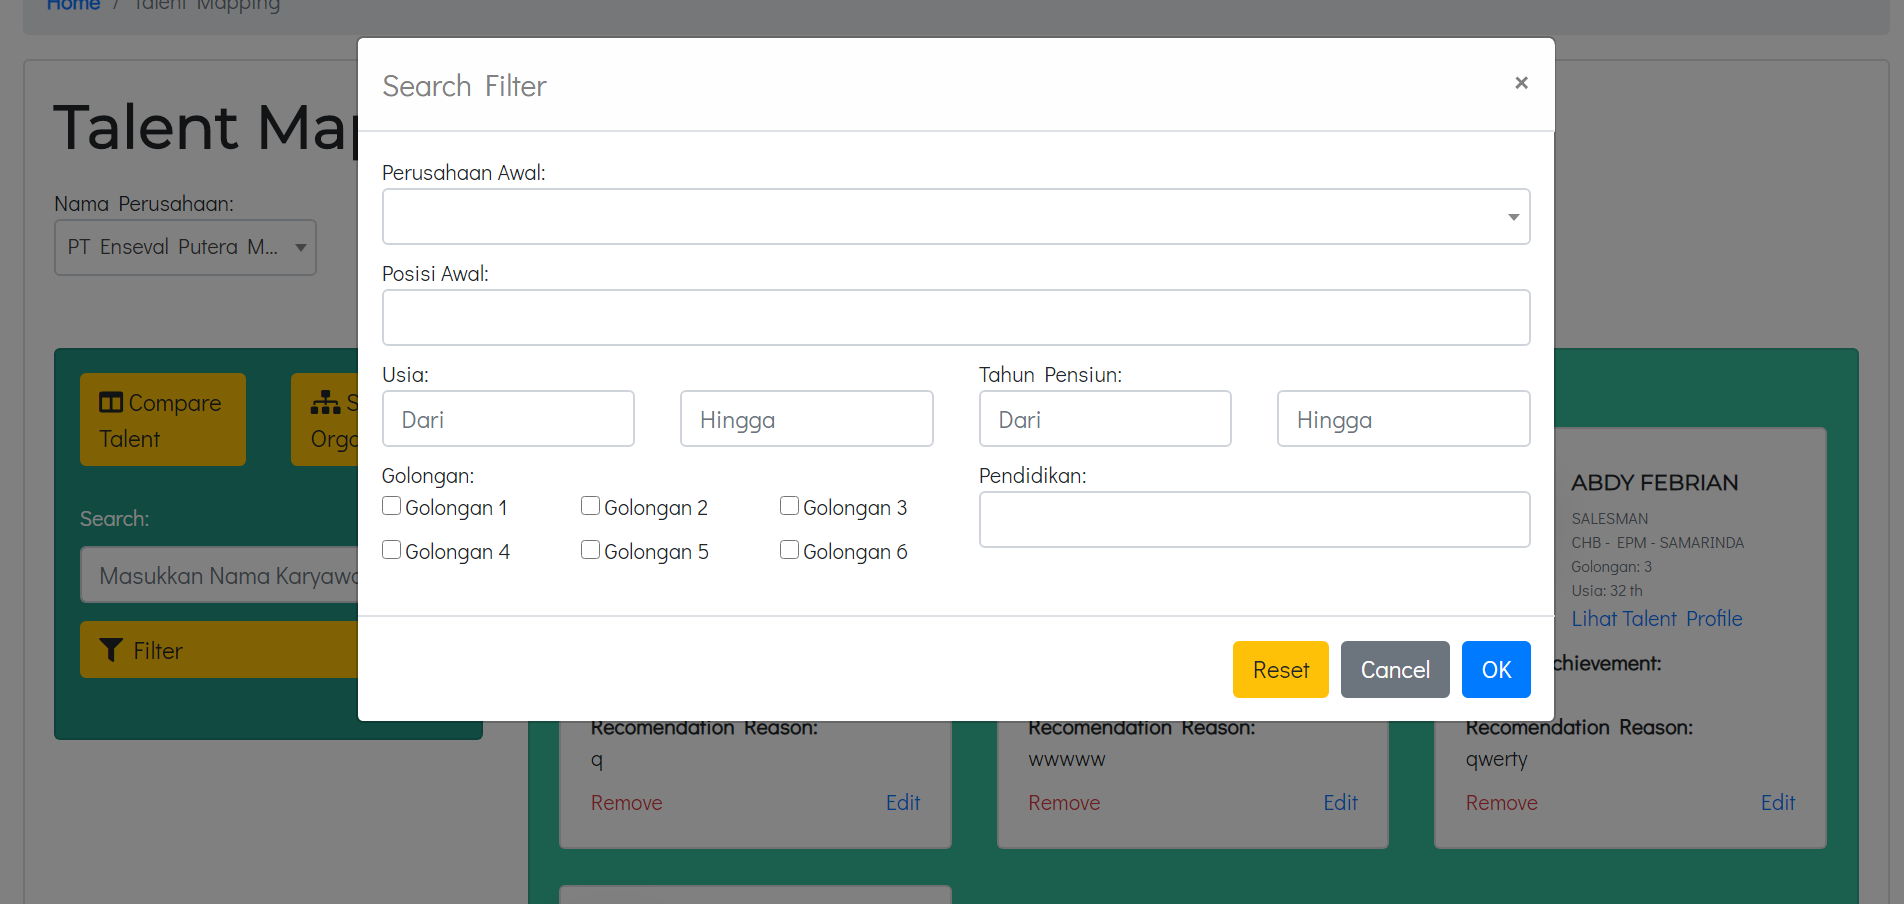 Home / Talent Mapping
Talent Map
Nama Perusahaan:
PT Enseval Putera M...
Compare
Talent
S
Orga
Search:
Masukkan Nama Karyawa
Filter
Search Filter
×
Perusahaan Awal:
Posisi Awal:
Usia:
Dari
Hingga
Tahun Pensiun:
Dari
Hingga
Golongan:
Golongan 1
Golongan 2
Golongan 3
Golongan 4
Golongan 5
Golongan 6
Pendidikan:
Reset
Cancel
OK
ABDY FEBRIAN
SALESMAN
CHB - EPM - SAMARINDA
Golongan: 3
Usia: 32 th
Lihat Talent Profile
chievement:
Recomendation Reason:
q
Remove
Edit
Recomendation Reason:
wwwww
Remove
Edit
Recomendation Reason:
qwerty
Remove
Edit